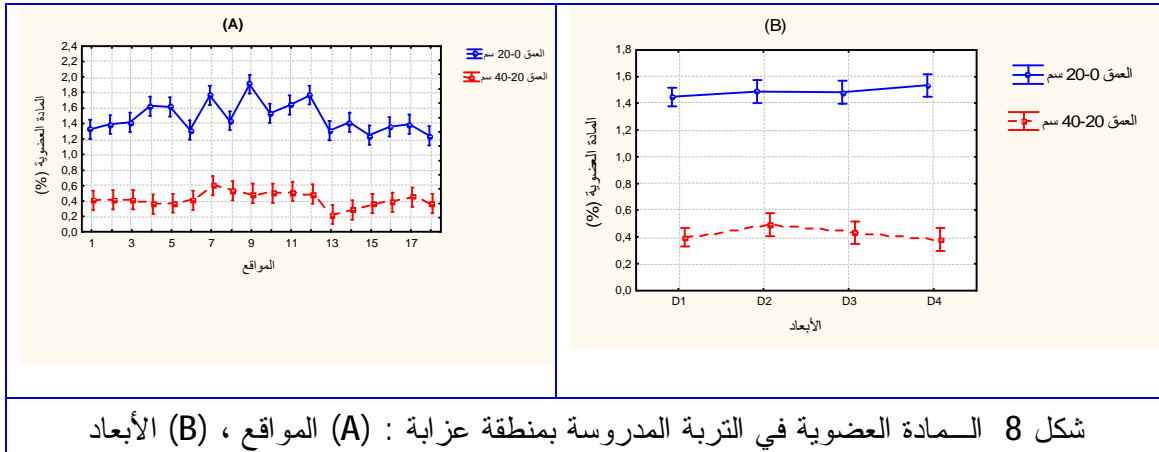 (A)
2,4
2,2
2,0
1,8
1,6
1,4
1,2
1,0
0,8
0,6
0,4
0,2
0,0
المادة العضوية (%)
1 3 5 7 9 11 13 15 17
المواقع
العمق 0-20 سم
العمق 20-40 سم
(B)
1,8
1,6
1,4
1,2
1,0
0,8
0,6
0,4
0,2
0,0
المادة العضوية (%)
D1 D2 D3 D4
الأبعاد
العمق 0-20 سم
العمق 20-40 سم
شكل 8 الـــمادة العضوية في التربة المدروسة بمنطقة عزابة : (A) المواقع ، (B) الأبعاد